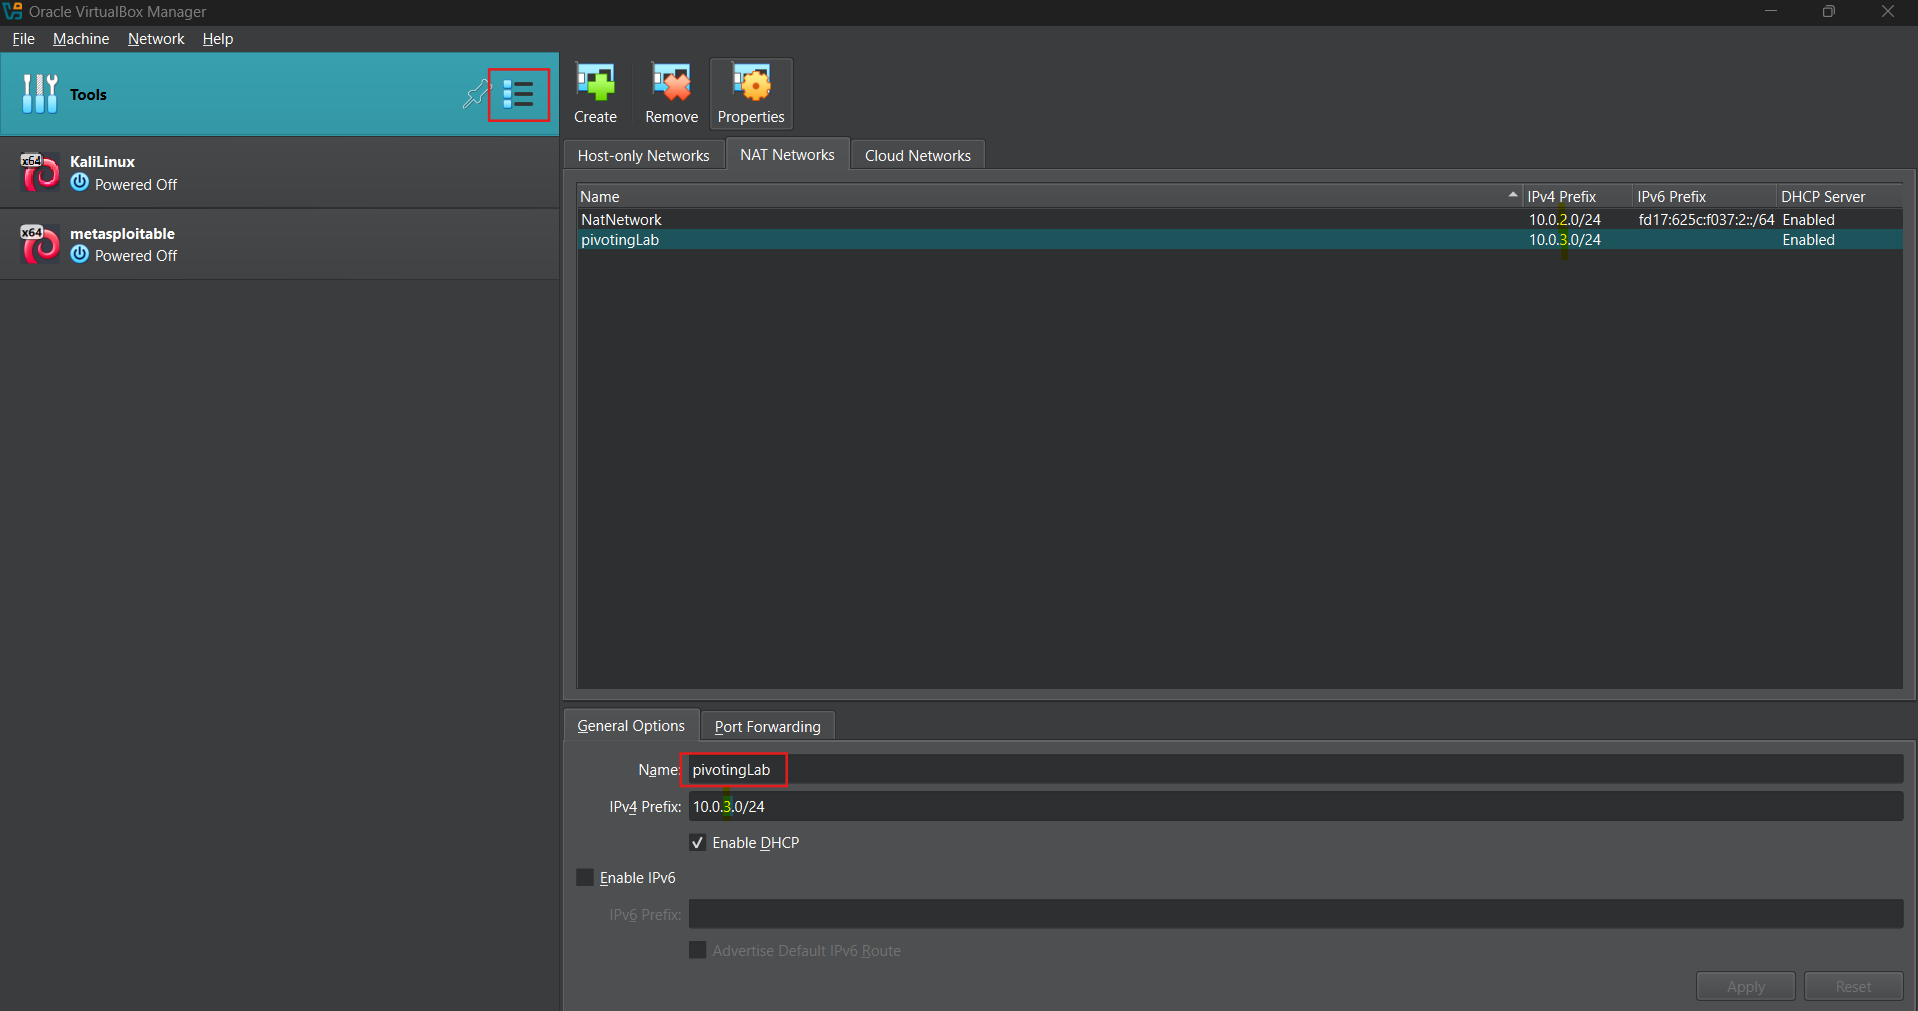 Oracle VirtualBox Manager
File Machine Network Help
Tools
x64 KaliLinux
Powered Off
x64 metasploitable
Powered Off
Create Remove Properties
Host-only Networks NAT Networks Cloud Networks
Name IPv4 Prefix IPv6 Prefix DHCP Server
NatNetwork 10.0.2.0/24 fd17:625c:f037:2::/64 Enabled
pivotingLab 10.0.3.0/24 Enabled
General Options Port Forwarding
Name: pivotingLab
IPv4 Prefix: 10.0.3.0/24
Enable DHCP
Enable IPv6
IPv6 Prefix:
Advertise Default IPv6 Route
Apply Reset